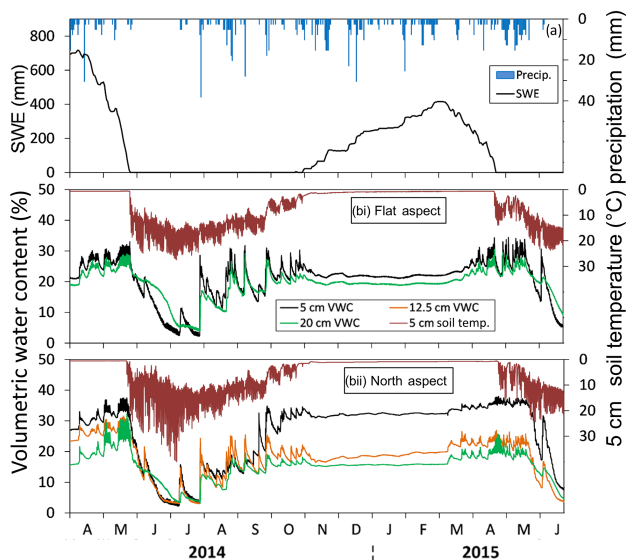 (a)
800
600
400
200
0
SWE (mm)
0
20
40
Precip.
SWE
precipitation (mm)
50
40
30
20
10
0
0
10
20
30
(bi) Flat aspect
5 cm VWC
12.5 cm VWC
20 cm VWC
5 cm soil temp.
50
40
30
20
10
0
0
10
20
30
(bii) North aspect
Volumetric water content (%)
5 cm soil temperature (°C)
A M J J A S O N D J F M A M J
2014 2015